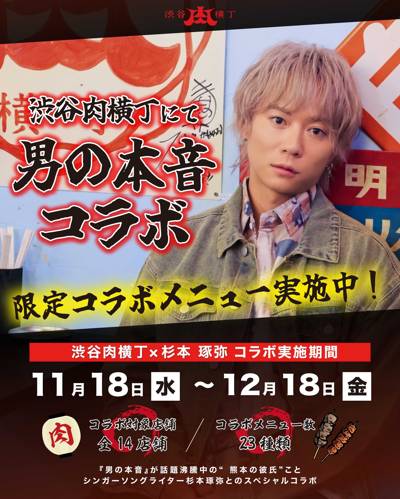 渋谷 肉 横丁
渋谷肉横丁にて
男の本音
コラボ
限定コラボメニュー実施中！
渋谷肉横丁×杉本 琢弥 コラボ実施期間
11月18日 水 〜 12月18日 金
肉
コラボ対象店舗
全14店舗
コラボメニュー数
23種類
『男の本音』が話題沸騰中の“ 熊本の彼氏”こと
シンガーソングライター杉本琢弥とのスペシャルコラボ
横
明